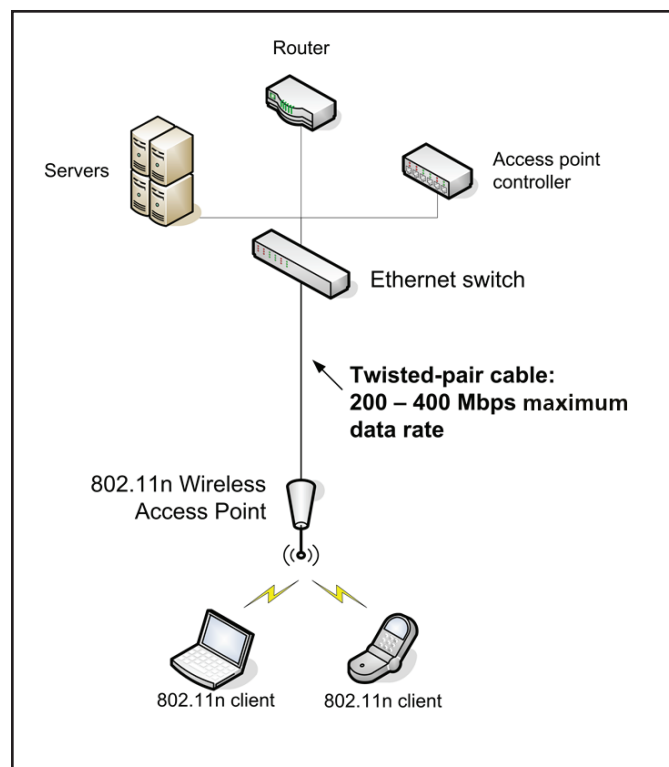 Router
Servers
Access point
controller
Ethernet switch
Twisted-pair cable:
200 – 400 Mbps maximum
data rate
802.11n Wireless
Access Point
802.11n client
802.11n client